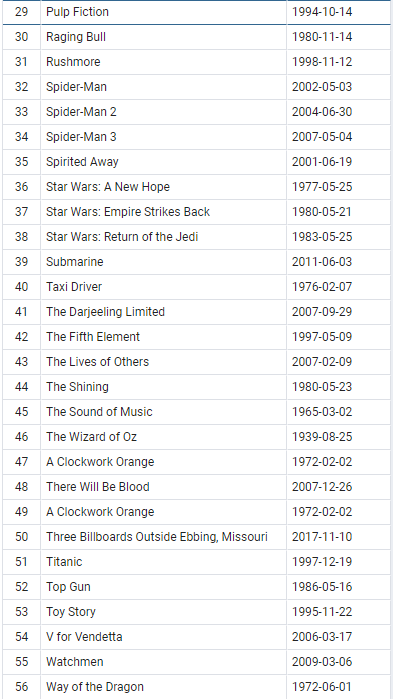 29 Pulp Fiction 1994-10-14
30 Raging Bull 1980-11-14
31 Rushmore 1998-11-12
32 Spider-Man 2002-05-03
33 Spider-Man 2 2004-06-30
34 Spider-Man 3 2007-05-04
35 Spirited Away 2001-06-19
36 Star Wars: A New Hope 1977-05-25
37 Star Wars: Empire Strikes Back 1980-05-21
38 Star Wars: Return of the Jedi 1983-05-25
39 Submarine 2011-06-03
40 Taxi Driver 1976-02-07
41 The Darjeeling Limited 2007-09-29
42 The Fifth Element 1997-05-09
43 The Lives of Others 2007-02-09
44 The Shining 1980-05-23
45 The Sound of Music 1965-03-02
46 The Wizard of Oz 1939-08-25
47 A Clockwork Orange 1972-02-02
48 There Will Be Blood 2007-12-26
49 A Clockwork Orange 1972-02-02
50 Three Billboards Outside Ebbing, Missouri 2017-11-10
51 Titanic 1997-12-19
52 Top Gun 1986-05-16
53 Toy Story 1995-11-22
54 V for Vendetta 2006-03-17
55 Watchmen 2009-03-06
56 Way of the Dragon 1972-06-01